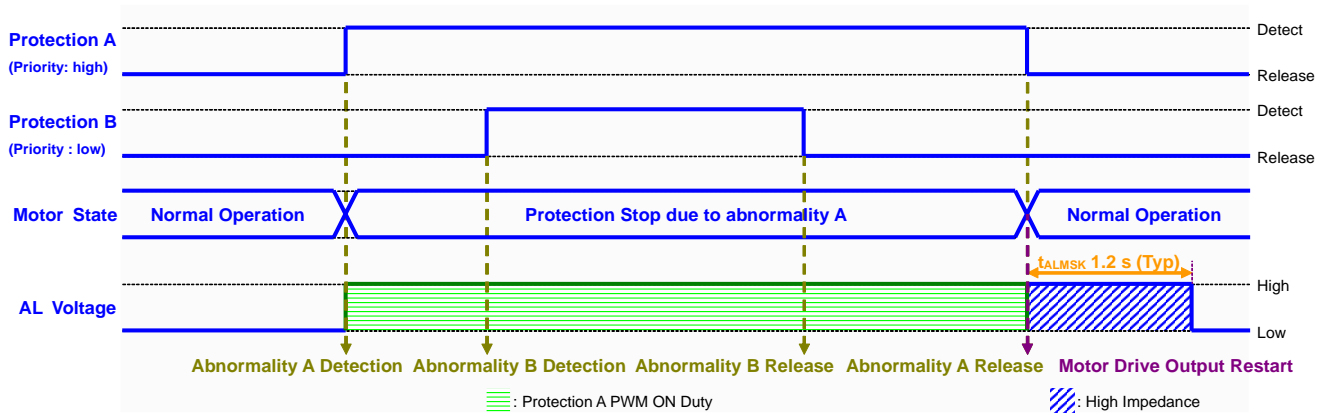 Protection A
(Priority: high)
Detect
Release
Protection B
(Priority : low)
Detect
Release
Motor State
Normal Operation
Protection Stop due to abnormality A
Normal Operation
tALMSK 1.2 s (Typ)
AL Voltage
High
Low
Abnormality A Detection
Abnormality B Detection
Abnormality B Release
Abnormality A Release
Motor Drive Output Restart
: Protection A PWM ON Duty
: High Impedance